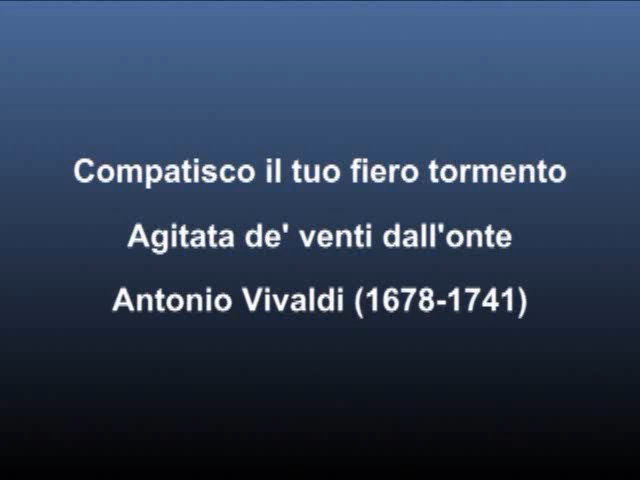 Compatisco il tuo fiero tormento
Agitata de' venti dall'onte
Antonio Vivaldi (1678-1741)